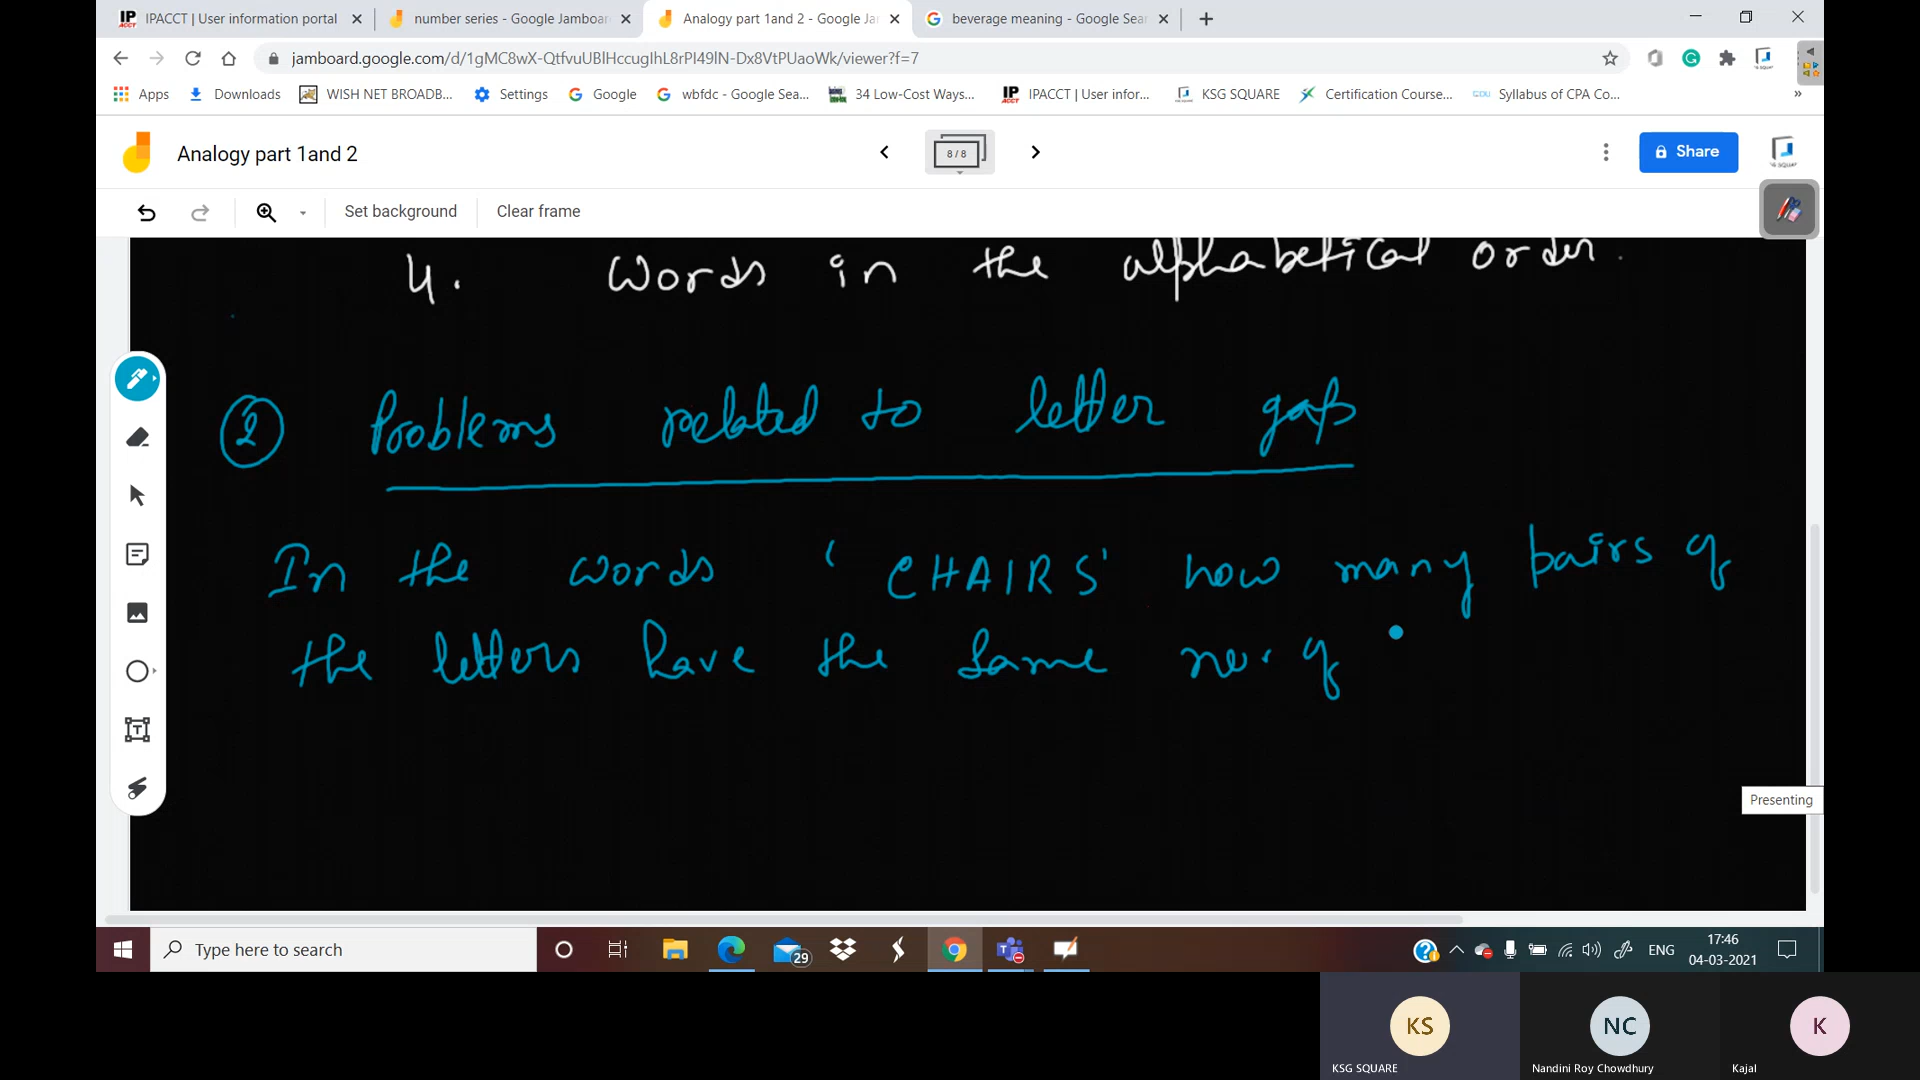 IPACCT | User information portal
number series - Google Jamboar
Analogy part 1and 2 - Google Ja
beverage meaning - Google Sea
jamboard.google.com/d/1gMC8wX-QtfvuUBlHccugIhL8rPI49lN-Dx8VtPUaoWk/viewer?f=7
Apps Downloads WISH NET BROADB... Settings Google wbfdc - Google Sea... 34 Low-Cost Ways... IPACCT | User infor... KSG SQUARE Certification Course... Syllabus of CPA Co... »
Analogy part 1and 2
8 / 8
Share
Set background Clear frame
4. Words in the alphabetical order.
2 Problems related to letter gaps
In the words 'CHAIRS' how many pairs of
the letters have the same no. of
Presenting
Type here to search
29
ENG
17:46
04-03-2021
KS NC K
KSG SQUARE Nandini Roy Chowdhury Kajal